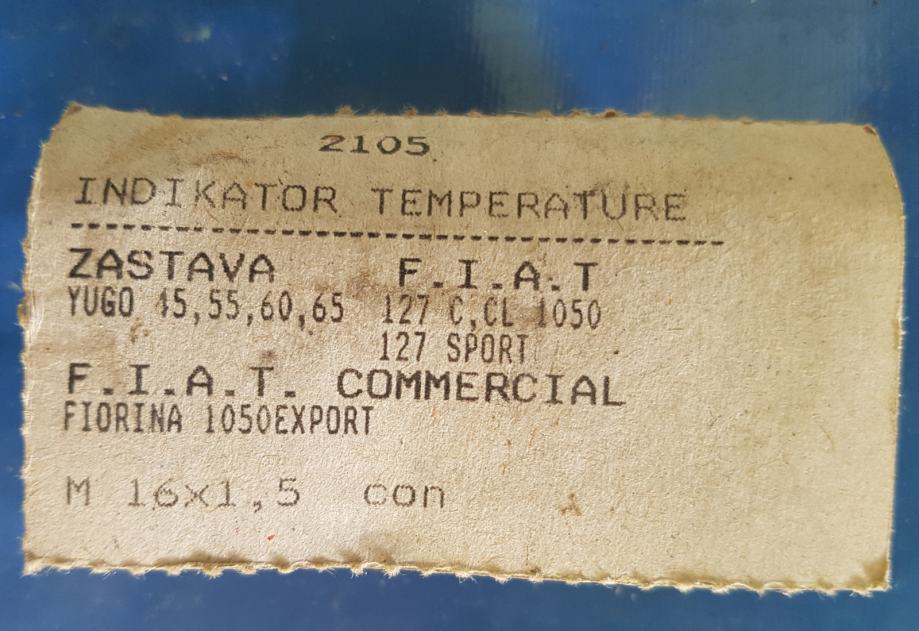 2105
INDIKATOR TEMPERATURE
ZASTAVA F.I.A.T
YUGO 45,55,60,65 127 C,CL 1050
127 SPORT
F.I.A.T. COMMERCIAL
FIORINA 1050EXPORT
M 16x1,5 con